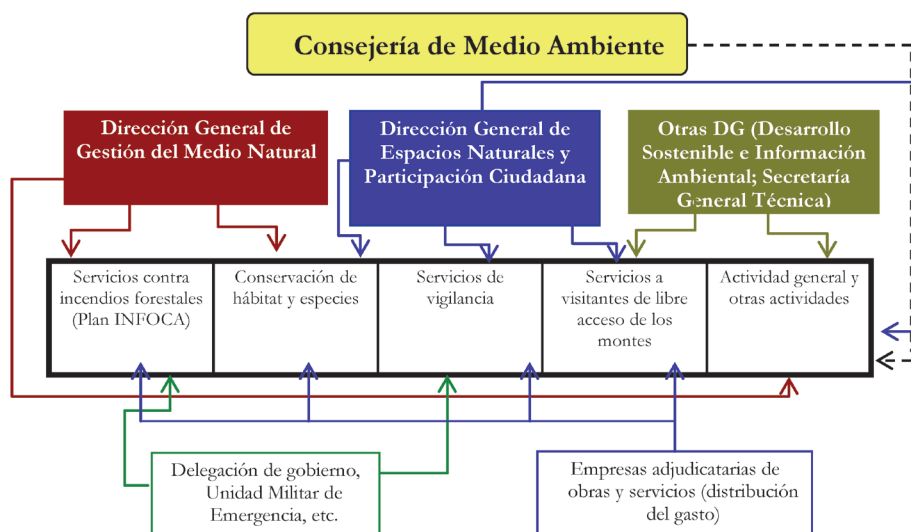 Consejería de Medio Ambiente
Dirección General de
Gestión del Medio Natural
Dirección General de
Espacios Naturales y
Participación Ciudadana
Otras DG (Desarrollo
Sostenible e Información
Ambiental; Secretaría
General Técnica)
Servicios contra
incendios forestales
(Plan INFOCA)
Conservación de
hábitat y especies
Servicios de
vigilancia
Servicios a
visitantes de libre
acceso de los
montes
Actividad general y
otras actividades
Delegación de gobierno,
Unidad Militar de
Emergencia, etc.
Empresas adjudicatarias de
obras y servicios (distribución
del gasto)